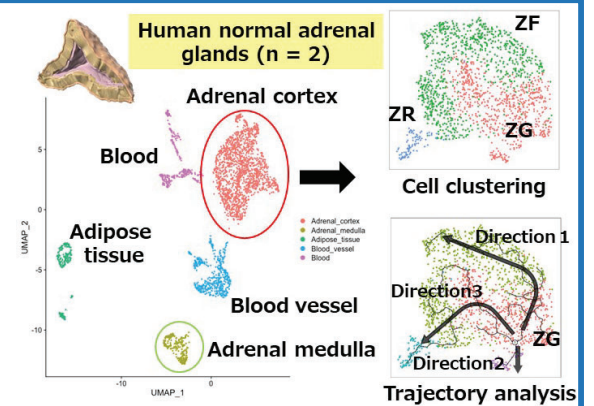 Human normal adrenal
glands (n = 2)
Adrenal cortex
Blood
Adipose
tissue
Blood vessel
Adrenal medulla
Adrenal_cortex
Adrenal_medulla
Adipose_tissue
Blood_vessel
Blood
UMAP_2
5
0
-5
-10
-10
0
UMAP_1
ZF
ZR
ZG
Cell clustering
Direction 1
Direction3
ZG
Direction2
Trajectory analysis